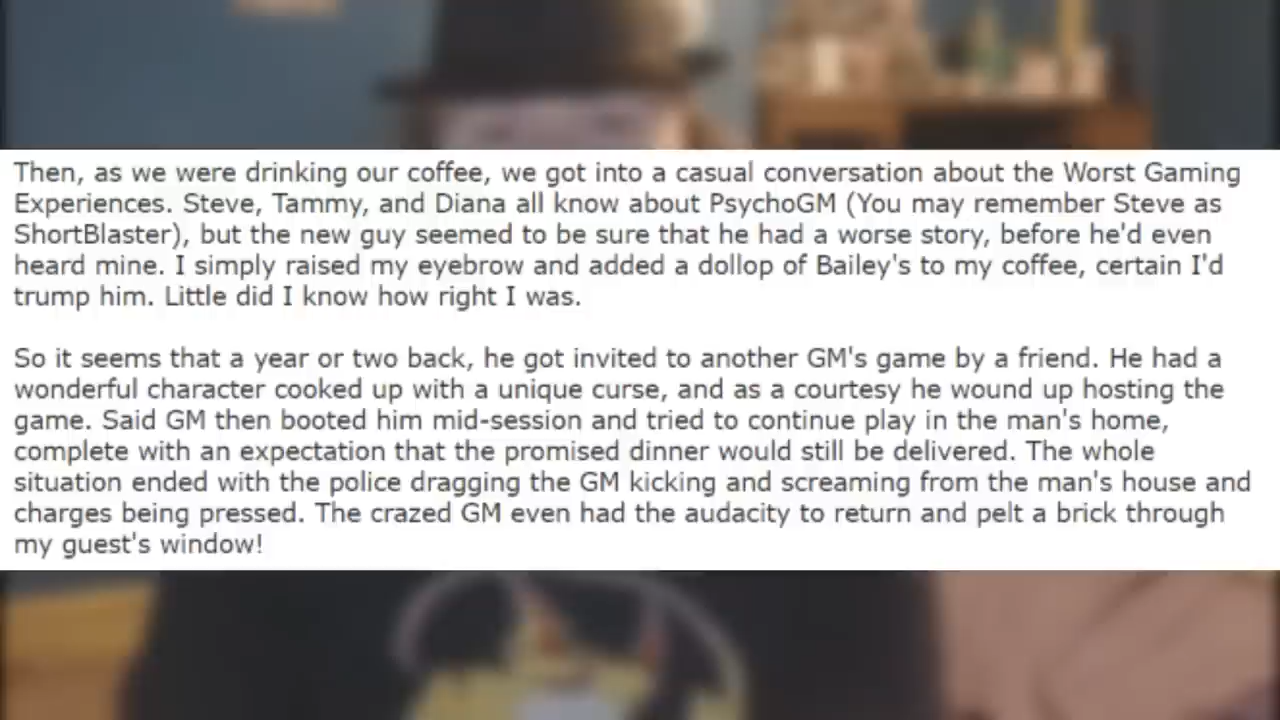 Then, as we were drinking our coffee, we got into a casual conversation about the Worst Gaming
Experiences. Steve, Tammy, and Diana all know about PsychoGM (You may remember Steve as
ShortBlaster), but the new guy seemed to be sure that he had a worse story, before he'd even
heard mine. I simply raised my eyebrow and added a dollop of Bailey's to my coffee, certain I'd
trump him. Little did I know how right I was.

So it seems that a year or two back, he got invited to another GM's game by a friend. He had a
wonderful character cooked up with a unique curse, and as a courtesy he wound up hosting the
game. Said GM then booted him mid-session and tried to continue play in the man's home,
complete with an expectation that the promised dinner would still be delivered. The whole
situation ended with the police dragging the GM kicking and screaming from the man's house and
charges being pressed. The crazed GM even had the audacity to return and pelt a brick through
my guest's window!